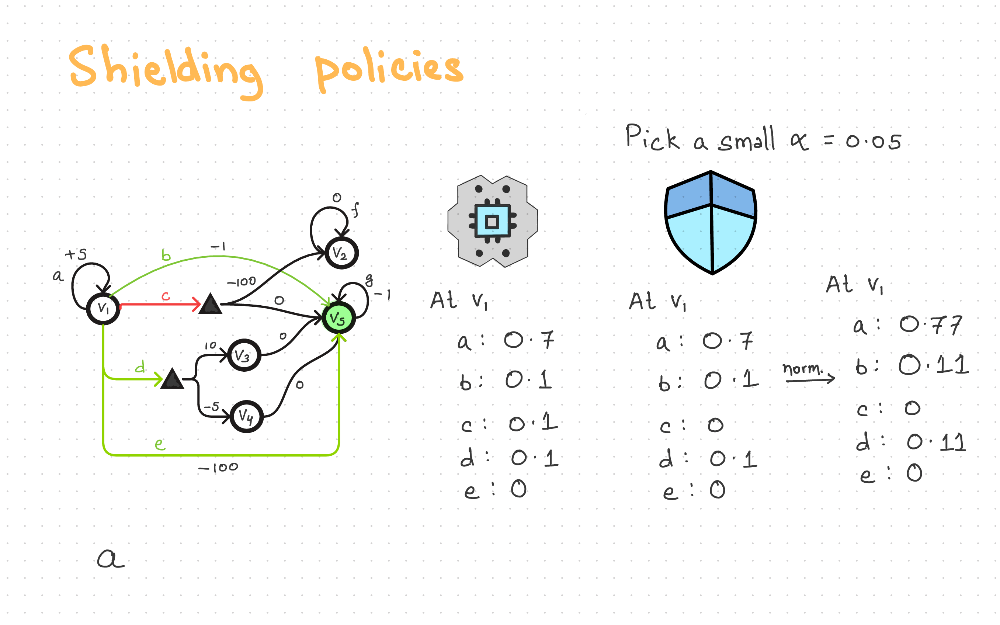 Shielding policies
Pick a small α = 0.05
0
f
V2
-1
b
+5
a
-100
g
-1
c
0
V1
V5
10
V3
0
d
-5
V4
0
e
-100
At V1
a: 0.7
b: 0.1
c: 0.1
d: 0.1
e: 0
At V1
a: 0.7
b: 0.1
c: 0
d: 0.1
e: 0
norm.
At V1
a: 0.77
b: 0.11
c: 0
d: 0.11
e: 0
a